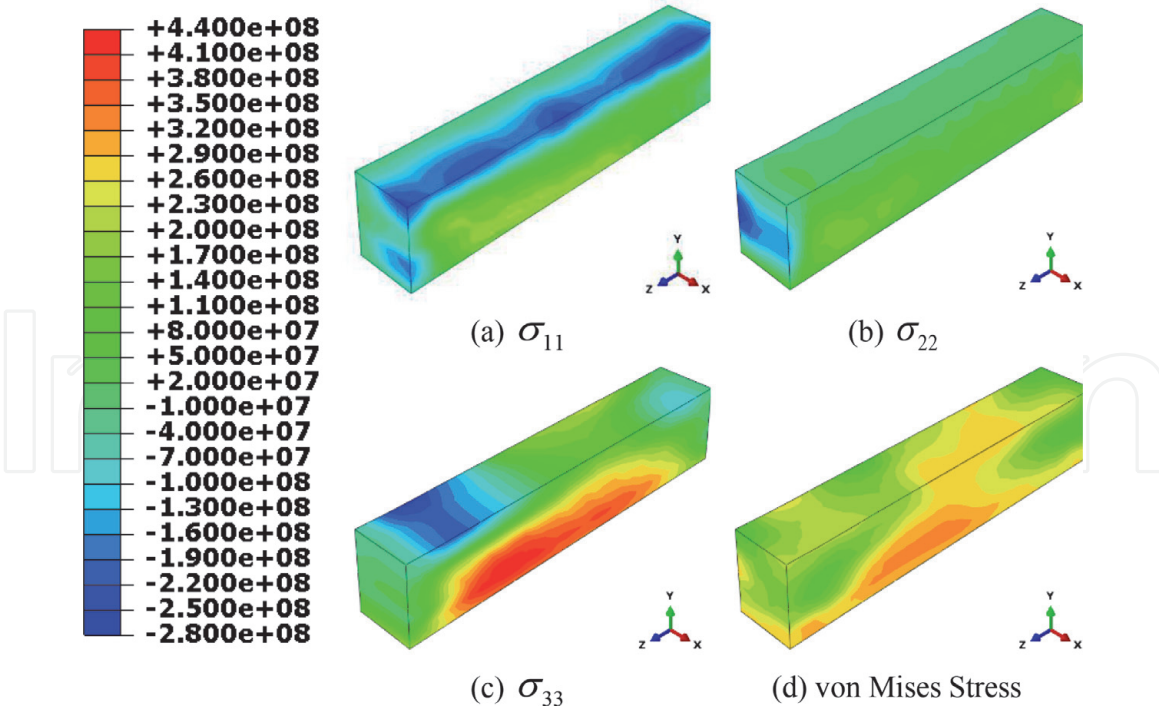 +4.400e+08
+4.100e+08
+3.800e+08
+3.500e+08
+3.200e+08
+2.900e+08
+2.600e+08
+2.300e+08
+2.000e+08
+1.700e+08
+1.400e+08
+1.100e+08
+8.000e+07
+5.000e+07
+2.000e+07
-1.000e+07
-4.000e+07
-7.000e+07
-1.000e+08
-1.300e+08
-1.600e+08
-1.900e+08
-2.200e+08
-2.500e+08
-2.800e+08
Y
Z X
(a) σ11
Y
Z X
(b) σ22
Y
Z X
(c) σ33
Y
Z X
(d) von Mises Stress